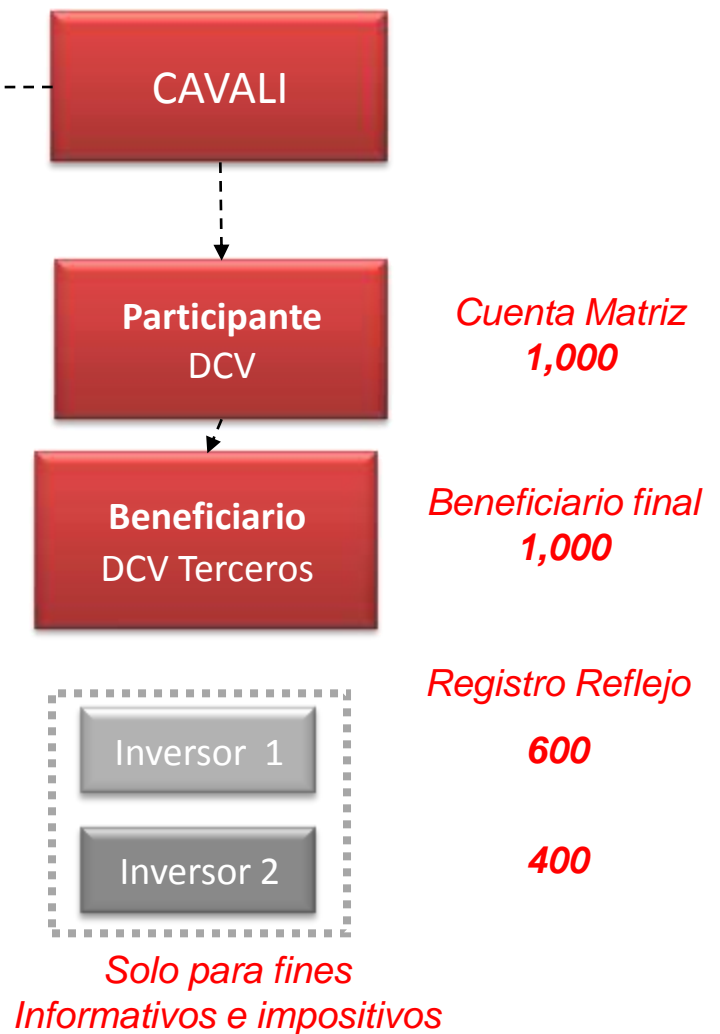 CAVALI
Participante
DCV
Cuenta Matriz
1,000
Beneficiario
DCV Terceros
Beneficiario final
1,000
Registro Reflejo
Inversor 1
600
Inversor 2
400
Solo para fines
Informativos e impositivos